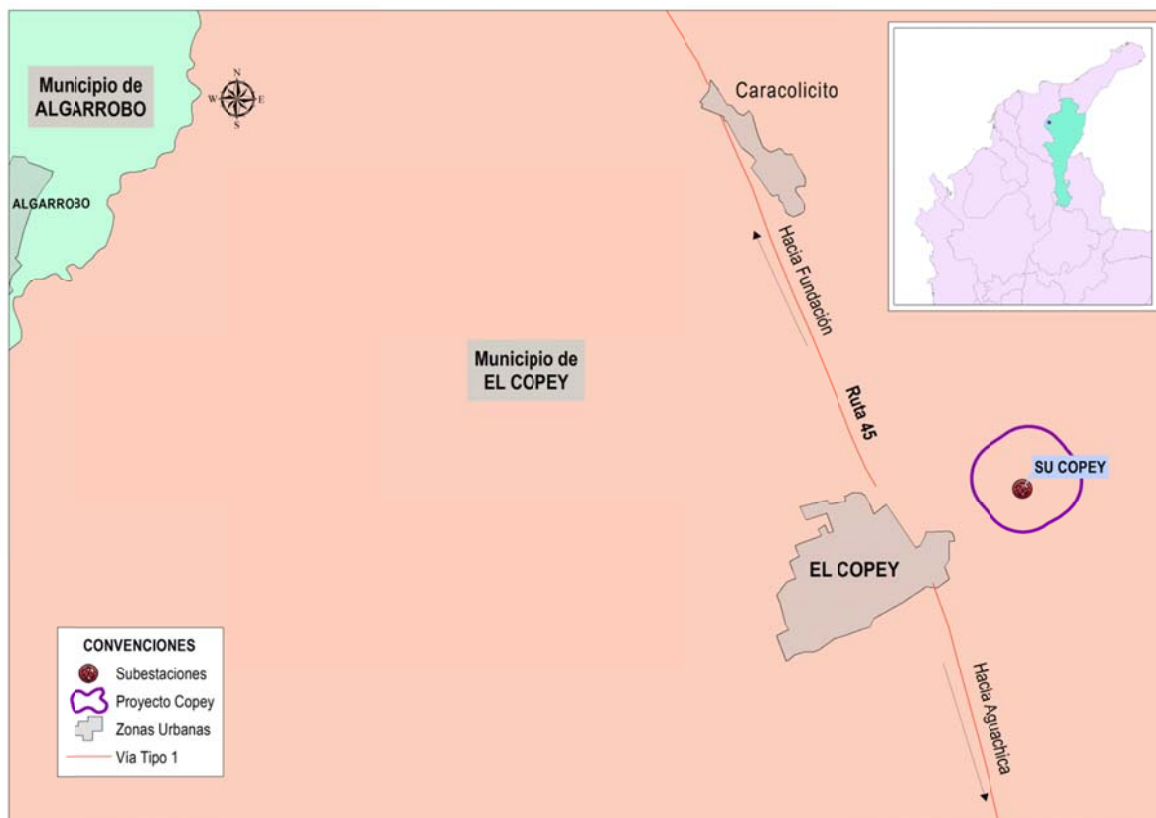 Municipio de
ALGARROBO
N
W E
S
ALGARROBO
Caracolicito
Hacia Fundación
Municipio de
EL COPEY
Ruta 45
SU COPEY
EL COPEY
Hacia Aguachica
CONVENCIONES
Subestaciones
Proyecto Copey
Zonas Urbanas
Vía Tipo 1